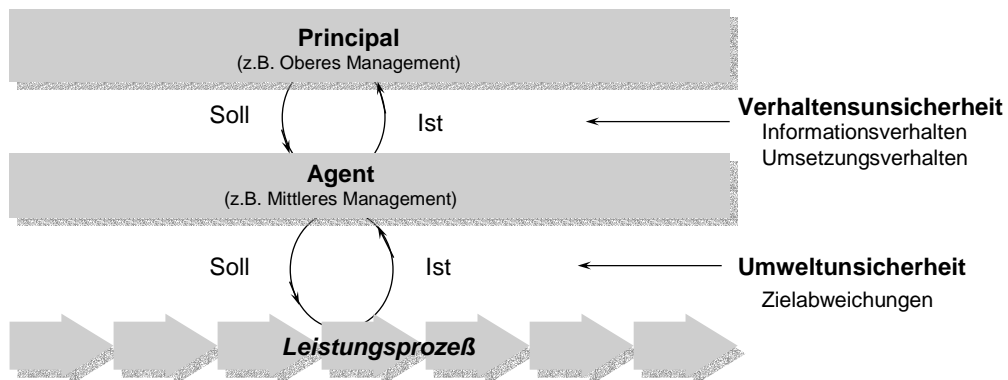 Principal
(z.B. Oberes Management)
Soll
Ist
Verhaltensunsicherheit
Informationsverhalten
Umsetzungsverhalten
Agent
(z.B. Mittleres Management)
Soll
Ist
Umweltunsicherheit
Zielabweichungen
Leistungsprozeß